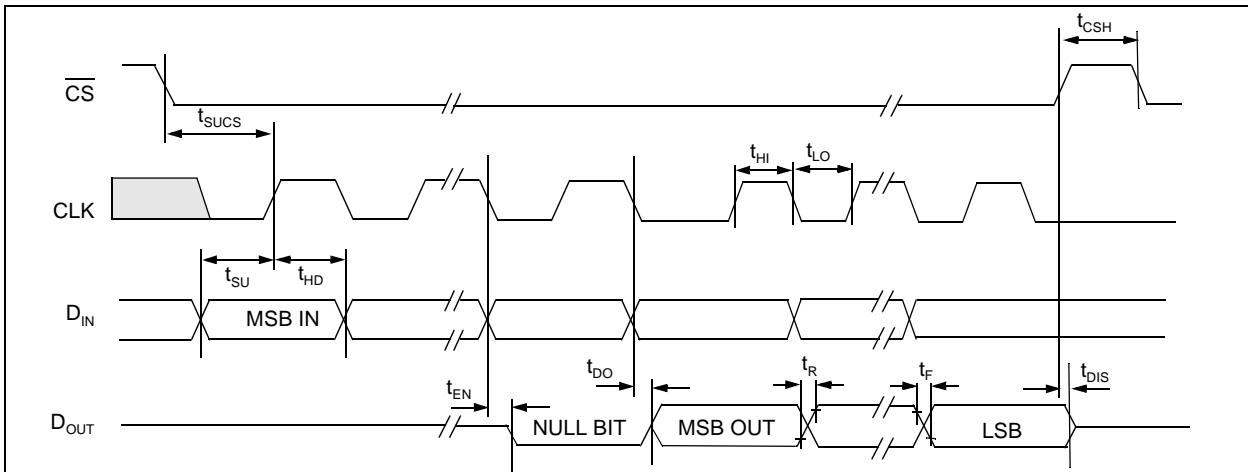 tCSH
CS
tSUCS
tHI tLO
CLK
tSU tHD
DIN MSB IN
tEN tDO tR tF tDIS
DOUT NULL BIT MSB OUT LSB